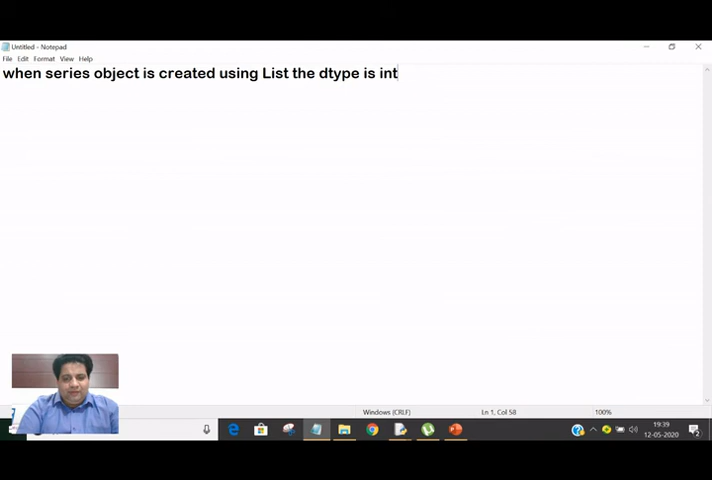 Untitled - Notepad
File Edit Format View Help
when series object is created using List the dtype is int
Windows (CRLF) Ln 1, Col 58 100%
19:39
12-05-2020
2